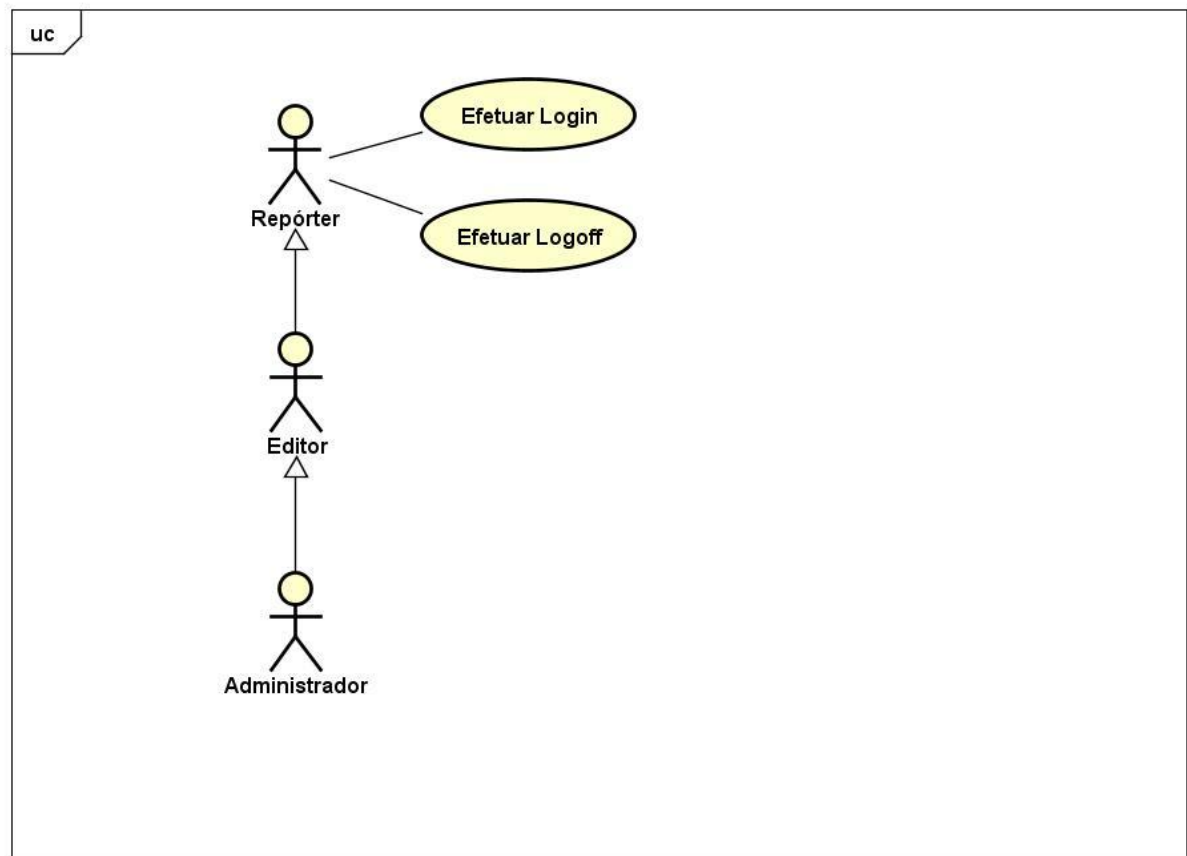 uc
Efetuar Login
Repórter
Efetuar Logoff
Editor
Administrador